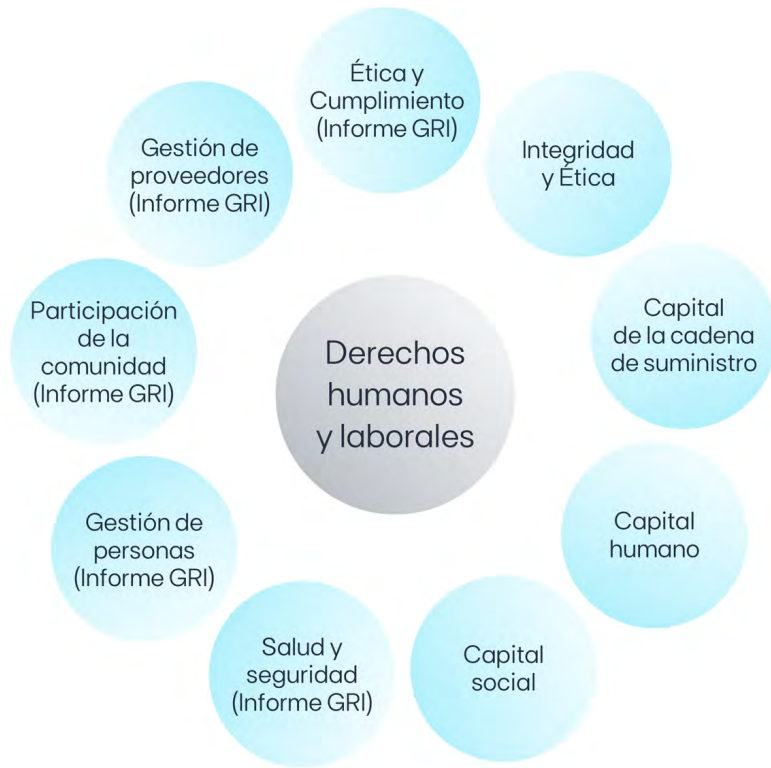 Ética y
Cumplimiento
(Informe GRI)
Integridad
y Ética
Capital
de la cadena
de suministro
Capital
humano
Capital
social
Salud y
seguridad
(Informe GRI)
Gestión de
personas
(Informe GRI)
Participación
de la
comunidad
(Informe GRI)
Gestión de
proveedores
(Informe GRI)
Derechos
humanos
y laborales